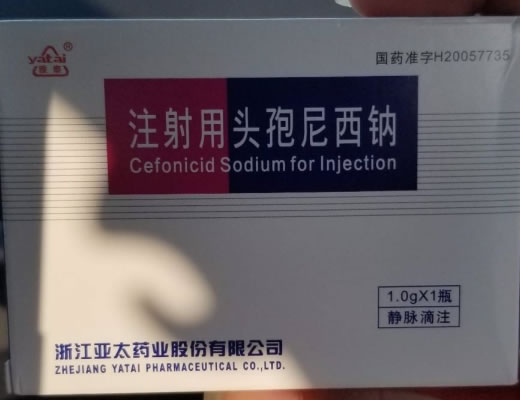 yatai®
国药准字H20057735
注射用头孢尼西钠
Cefonicid Sodium for Injection
1.0gX1瓶
静脉滴注
浙江亚太药业股份有限公司
ZHEJIANG YATAI PHARMACEUTICAL CO.,LTD.